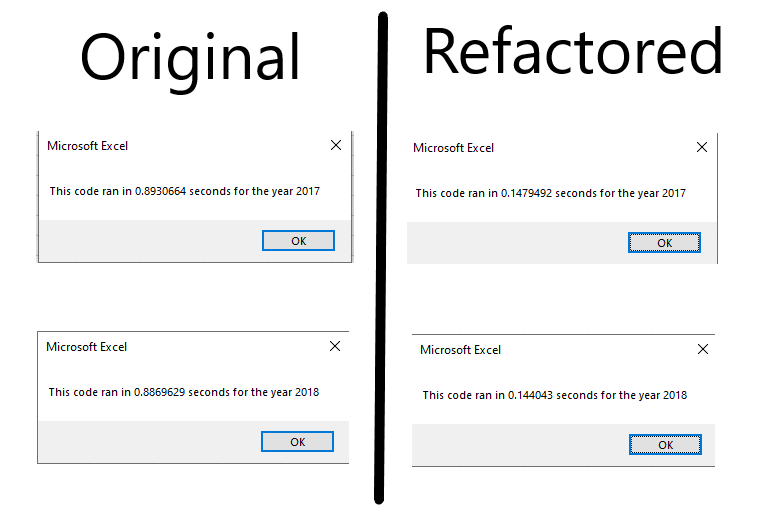 Original
Refactored
Microsoft Excel
This code ran in 0.8930664 seconds for the year 2017
OK
Microsoft Excel
This code ran in 0.1479492 seconds for the year 2017
OK
Microsoft Excel
This code ran in 0.8869629 seconds for the year 2018
OK
Microsoft Excel
This code ran in 0.144043 seconds for the year 2018
OK